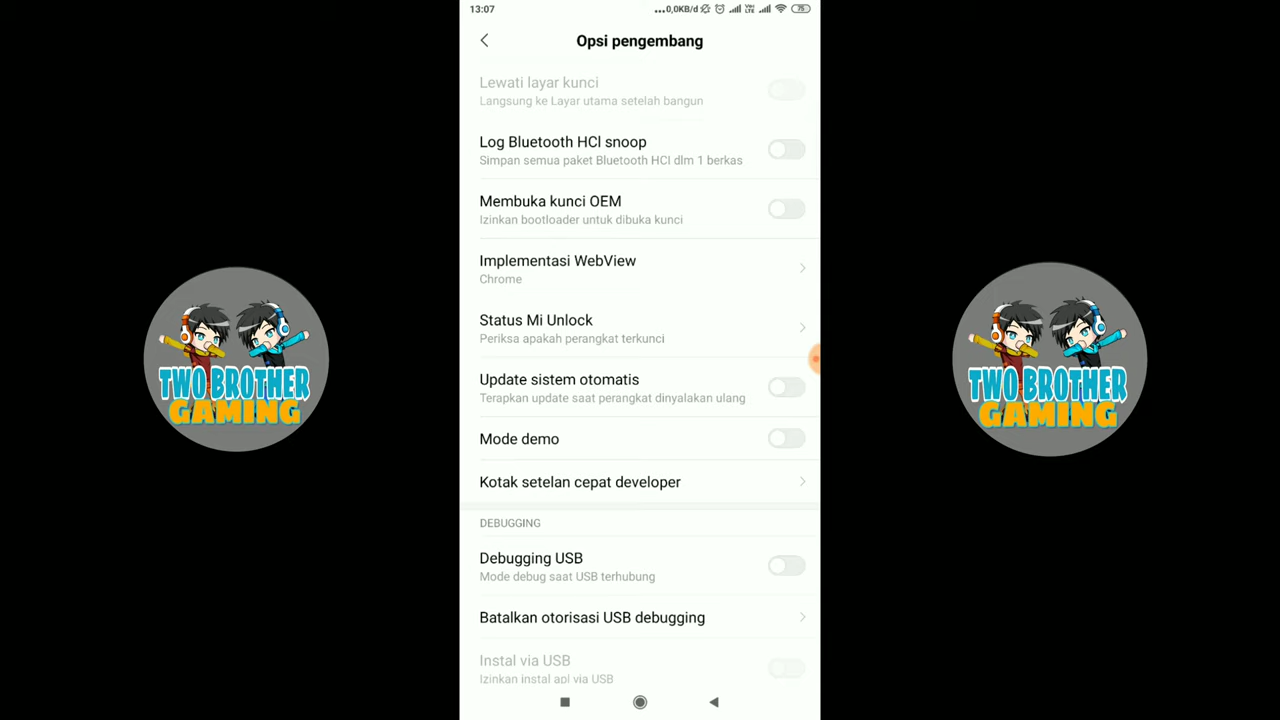 13:07
...0,0KB/d
75
Opsi pengembang
Lewati layar kunci
Langsung ke Layar utama setelah bangun
Log Bluetooth HCI snoop
Simpan semua paket Bluetooth HCI dlm 1 berkas
Membuka kunci OEM
Izinkan bootloader untuk dibuka kunci
Implementasi WebView
Chrome
Status Mi Unlock
Periksa apakah perangkat terkunci
Update sistem otomatis
Terapkan update saat perangkat dinyalakan ulang
Mode demo
Kotak setelan cepat developer
DEBUGGING
Debugging USB
Mode debug saat USB terhubung
Batalkan otorisasi USB debugging
Instal via USB
Izinkan instal apl via USB
TWO BROTHER
GAMING
TWO BROTHER
GAMING